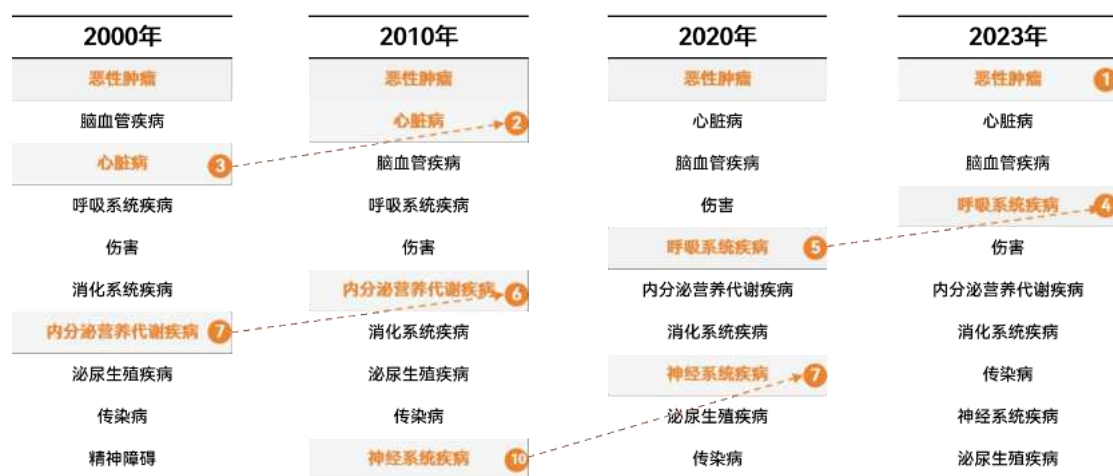 2000年
恶性肿瘤
脑血管疾病
心脏病 3
呼吸系统疾病
伤害
消化系统疾病
内分泌营养代谢疾病 7
泌尿生殖疾病
传染病
精神障碍
2010年
恶性肿瘤
心脏病 2
脑血管疾病
呼吸系统疾病
伤害
内分泌营养代谢疾病 6
消化系统疾病
泌尿生殖疾病
传染病
神经系统疾病 10
2020年
恶性肿瘤
心脏病
脑血管疾病
伤害
呼吸系统疾病 5
内分泌营养代谢疾病
消化系统疾病
神经系统疾病 7
泌尿生殖疾病
传染病
2023年
恶性肿瘤 1
心脏病
脑血管疾病
呼吸系统疾病 4
伤害
内分泌营养代谢疾病
消化系统疾病
传染病
神经系统疾病
泌尿生殖疾病